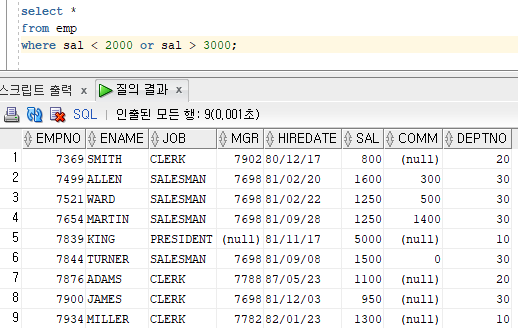 select *
from emp
where sal < 2000 or sal > 3000;
스크립트 출력 × 질의 결과 ×
SQL | 인출된 모든 행: 9(0,001초)
EMPNO ENAME JOB MGR HIREDATE SAL COMM DEPTNO
1 7369 SMITH CLERK 7902 80/12/17 800 (null) 20
2 7499 ALLEN SALESMAN 7698 81/02/20 1600 300 30
3 7521 WARD SALESMAN 7698 81/02/22 1250 500 30
4 7654 MARTIN SALESMAN 7698 81/09/28 1250 1400 30
5 7839 KING PRESIDENT (null) 81/11/17 5000 (null) 10
6 7844 TURNER SALESMAN 7698 81/09/08 1500 0 30
7 7876 ADAMS CLERK 7788 87/05/23 1100 (null) 20
8 7900 JAMES CLERK 7698 81/12/03 950 (null) 30
9 7934 MILLER CLERK 7782 82/01/23 1300 (null) 10